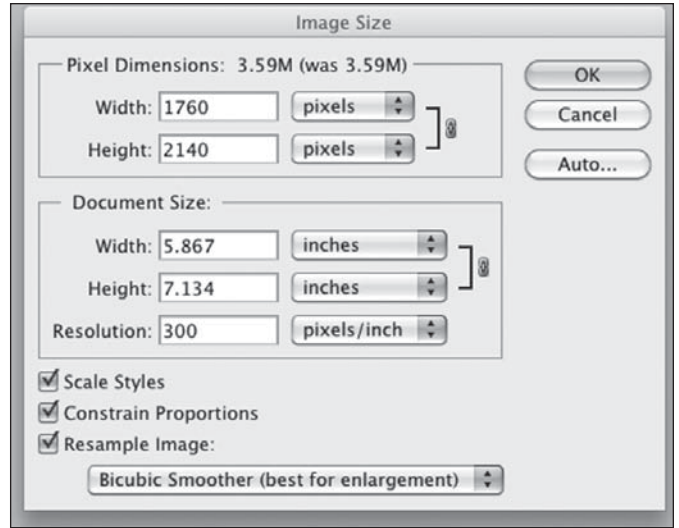 Image Size
Pixel Dimensions: 3.59M (was 3.59M)
OK
Width: 1760 pixels
Cancel
Height: 2140 pixels
Auto...
Document Size:
Width: 5.867 inches
Height: 7.134 inches
Resolution: 300 pixels/inch
Scale Styles
Constrain Proportions
Resample Image:
Bicubic Smoother (best for enlargement)